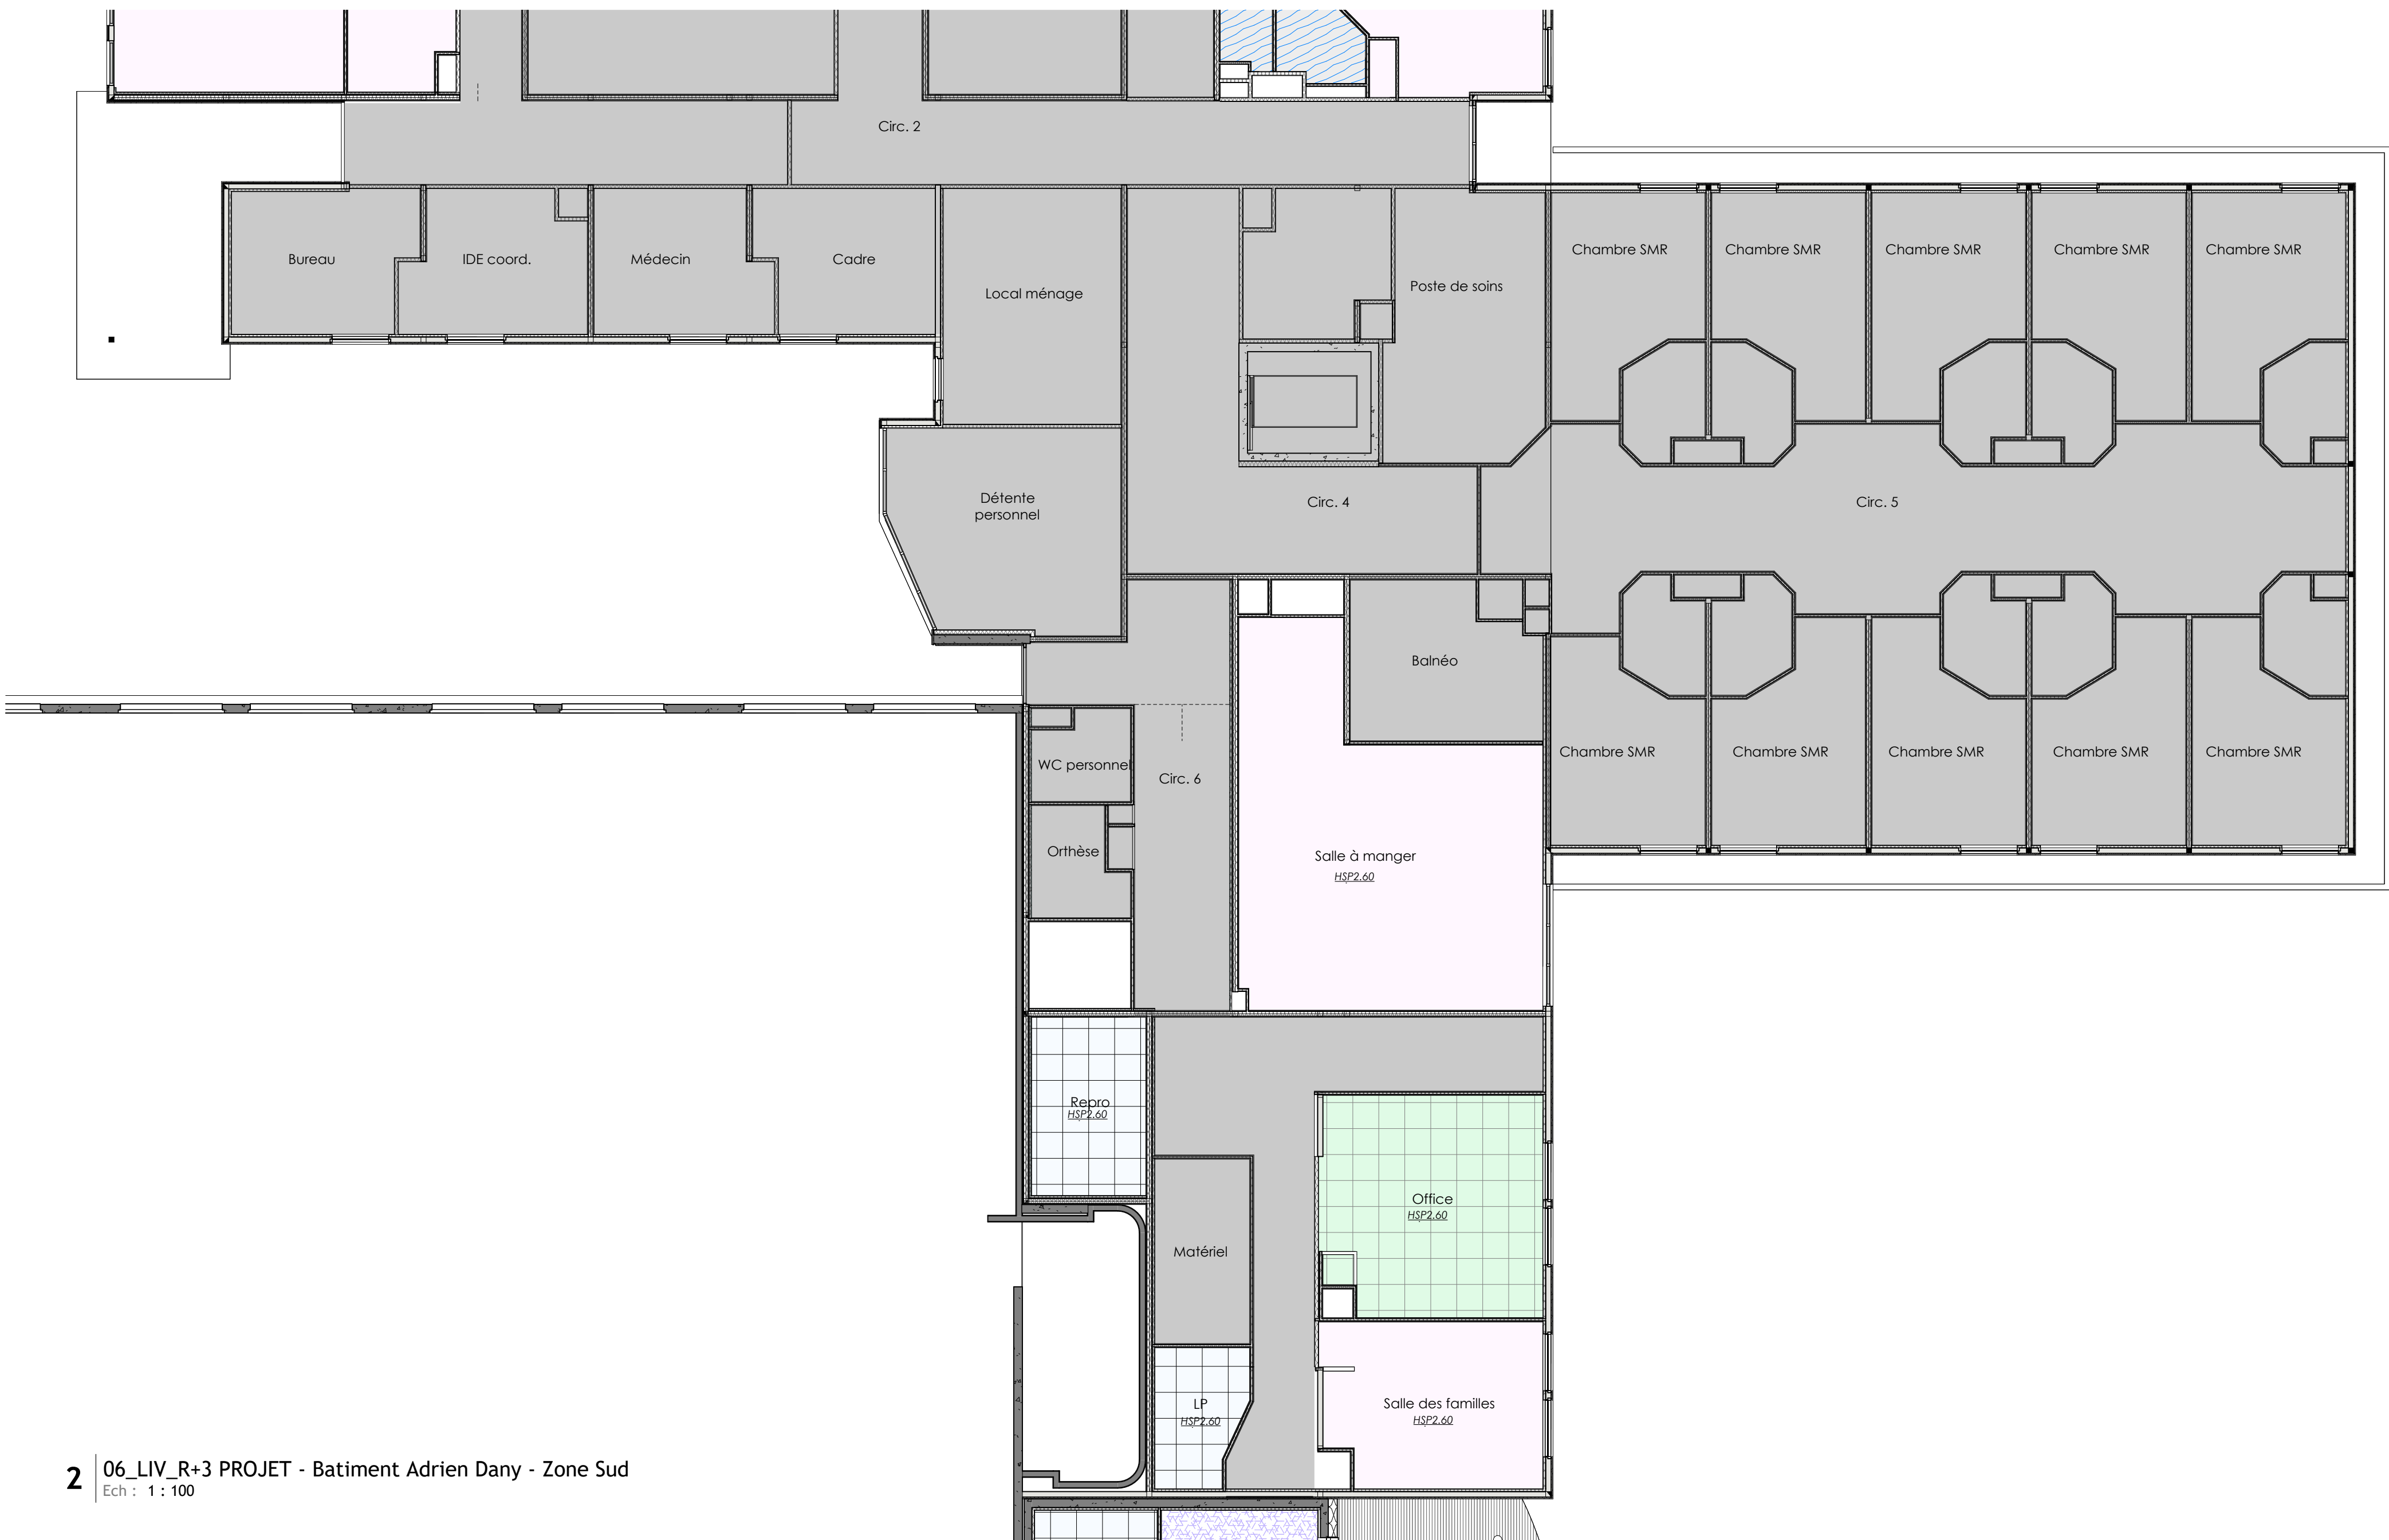 Circ. 2
Bureau
IDE coord.
Médecin
Cadre
Local ménage
Poste de soins
Chambre SMR
Chambre SMR
Chambre SMR
Chambre SMR
Chambre SMR
Détente
personnel
Circ. 4
Circ. 5
Balnéo
WC personnel
Circ. 6
Chambre SMR
Chambre SMR
Chambre SMR
Chambre SMR
Chambre SMR
Orthèse
Salle à manger
HSP2.60
Repro
HSP2.60
Office
HSP2.60
Matériel
LP
HSP2.60
Salle des familles
HSP2.60
2
06_LIV_R+3 PROJET - Batiment Adrien Dany - Zone Sud
Ech : 1 : 100